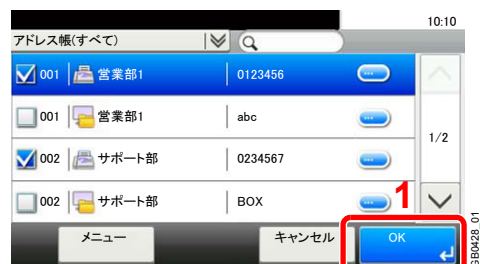 10:10
アドレス帳(すべて)
001 営業部1 0123456
001 営業部1 abc
1/2
002 サポート部 0234567
002 サポート部 BOX
1
メニュー キャンセル OK
GB0428_01